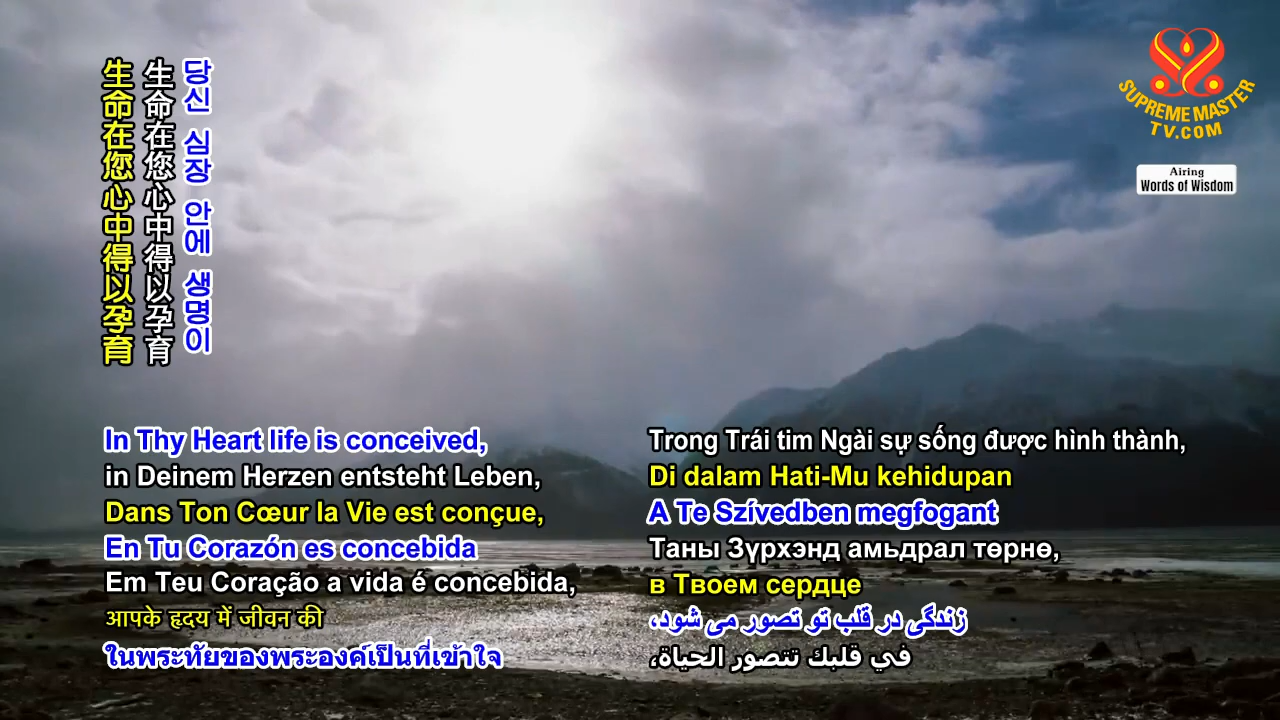 당신 심장 안에 생명이
生命在您心中得以孕育
生命在您心中得以孕育
SUPREME MASTER
TV.COM
Airing
Words of Wisdom
In Thy Heart life is conceived,
in Deinem Herzen entsteht Leben,
Dans Ton Cœur la Vie est conçue,
En Tu Corazón es concebida
Em Teu Coração a vida é concebida,
आपके हृदय में जीवन की
ในพระทัยของพระองค์เป็นที่เข้าใจ
Trong Trái tim Ngài sự sống được hình thành,
Di dalam Hati-Mu kehidupan
A Te Szívedben megfogant
Таны Зүрхэнд амьдрал төрнө,
в Твоем сердце
زندگی در قلب تو تصور می شود،
في قلبك تتصور الحياة،